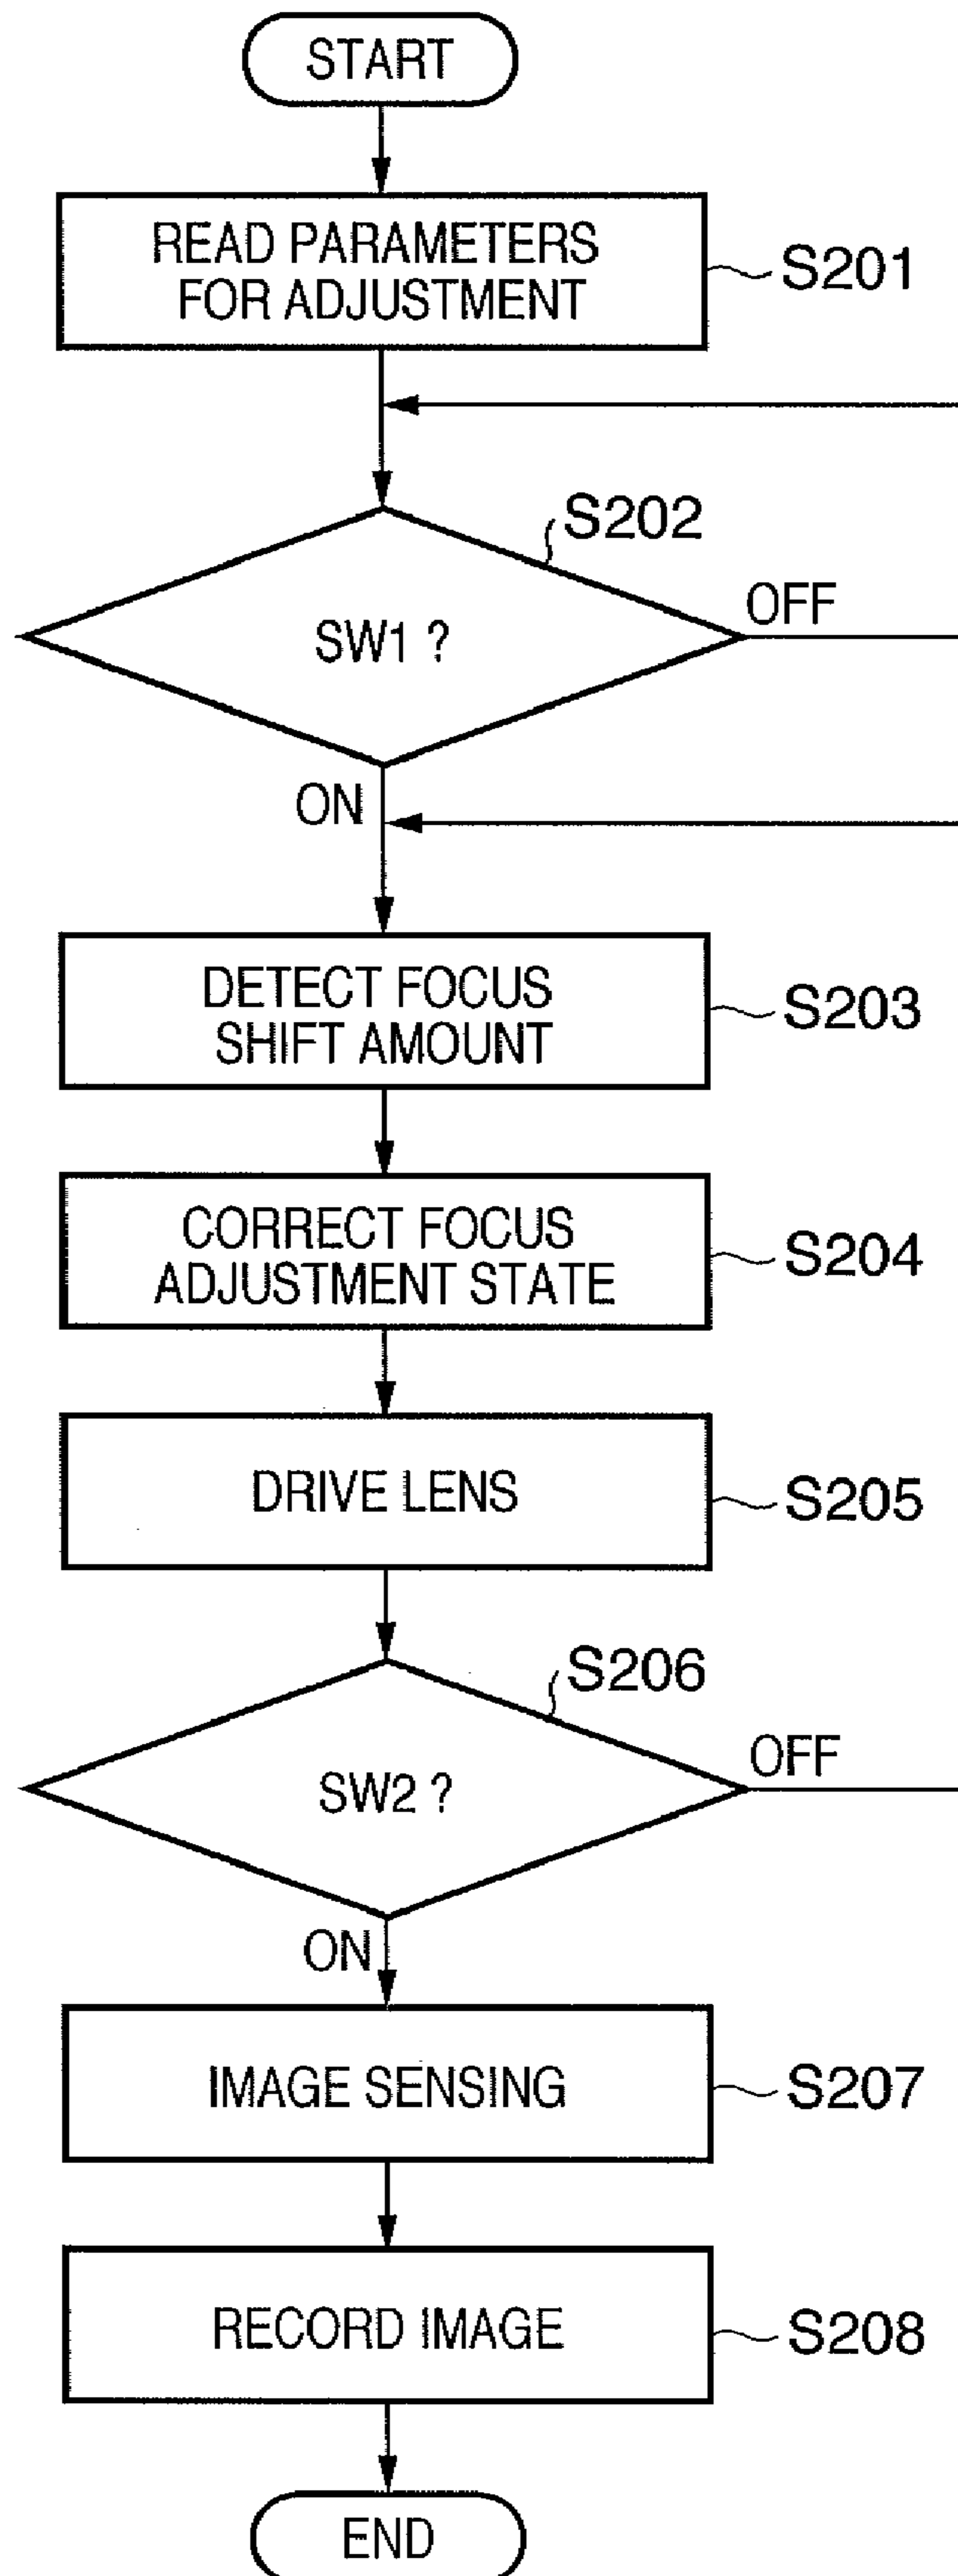 START
READ PARAMETERS
FOR ADJUSTMENT
S201
S202
SW1 ?
OFF
ON
DETECT FOCUS
SHIFT AMOUNT
S203
CORRECT FOCUS
ADJUSTMENT STATE
S204
DRIVE LENS
S205
S206
SW2 ?
OFF
ON
IMAGE SENSING
S207
RECORD IMAGE
S208
END